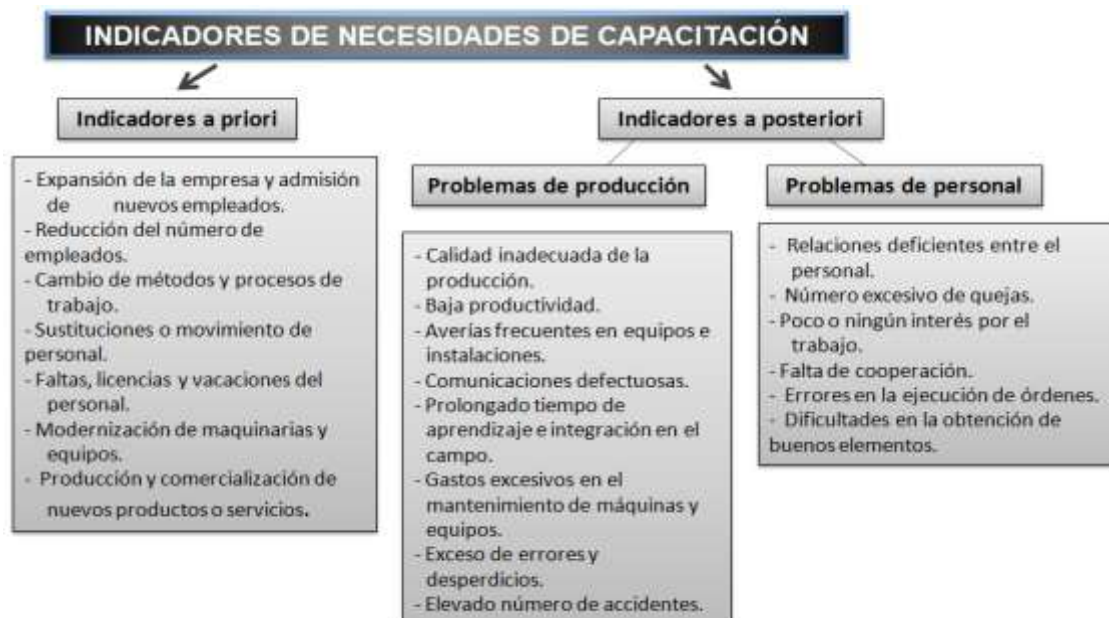 INDICADORES DE NECESIDADES DE CAPACITACIÓN
Indicadores a priori
- Expansión de la empresa y admisión
de nuevos empleados.
- Reducción del número de
empleados.
- Cambio de métodos y procesos de
trabajo.
- Sustituciones o movimiento de
personal.
- Faltas, licencias y vacaciones del
personal.
- Modernización de maquinarias y
equipos.
- Producción y comercialización de
nuevos productos o servicios.
Indicadores a posteriori
Problemas de producción
- Calidad inadecuada de la
producción.
- Baja productividad.
- Averías frecuentes en equipos e
instalaciones.
- Comunicaciones defectuosas.
- Prolongado tiempo de
aprendizaje e integración en el
campo.
- Gastos excesivos en el
mantenimiento de máquinas y
equipos.
- Exceso de errores y
desperdicios.
- Elevado número de accidentes.
Problemas de personal
- Relaciones deficientes entre el
personal.
- Número excesivo de quejas.
- Poco o ningún interés por el
trabajo.
- Falta de cooperación.
- Errores en la ejecución de órdenes.
- Dificultades en la obtención de
buenos elementos.